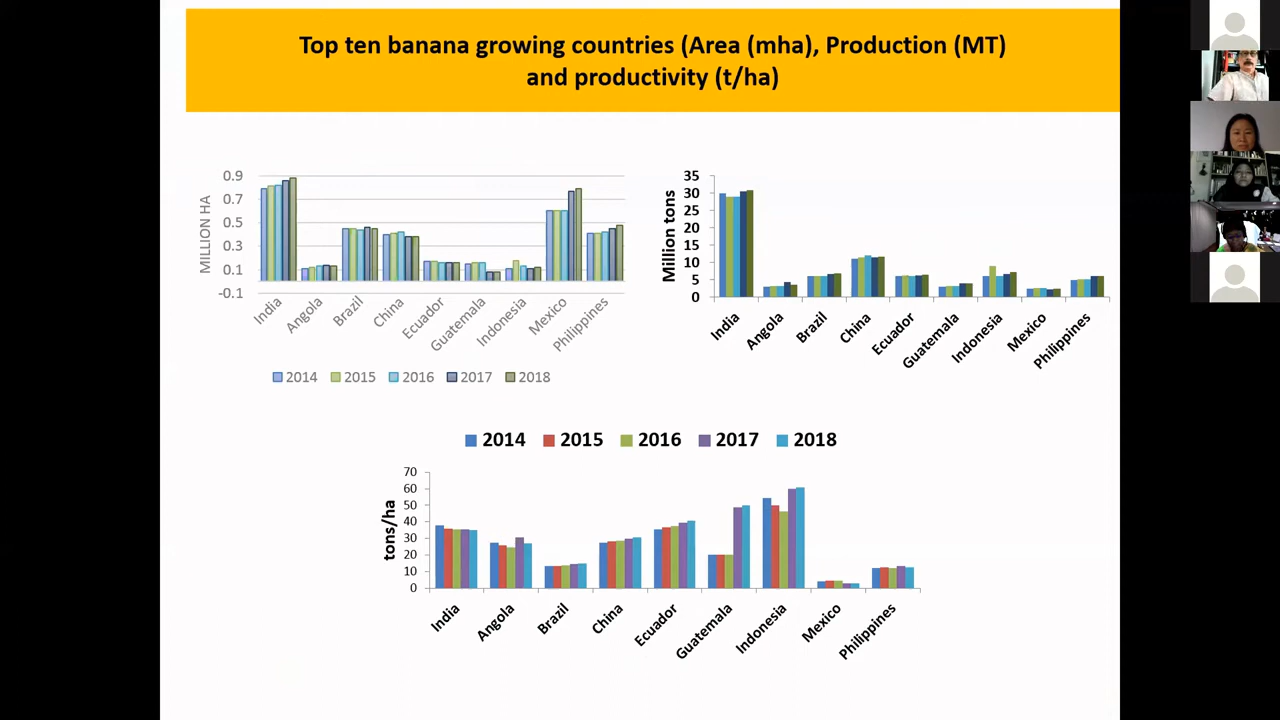 Top ten banana growing countries (Area (mha), Production (MT)
and productivity (t/ha)
MILLION HA
0.9
0.7
0.5
0.3
0.1
-0.1
India
Angola
Brazil
China
Ecuador
Guatemala
Indonesia
Mexico
Philippines
2014 2015 2016 2017 2018
Million tons
35
30
25
20
15
10
5
0
India
Angola
Brazil
China
Ecuador
Guatemala
Indonesia
Mexico
Philippines
2014 2015 2016 2017 2018
tons/ha
70
60
50
40
30
20
10
0
India
Angola
Brazil
China
Ecuador
Guatemala
Indonesia
Mexico
Philippines